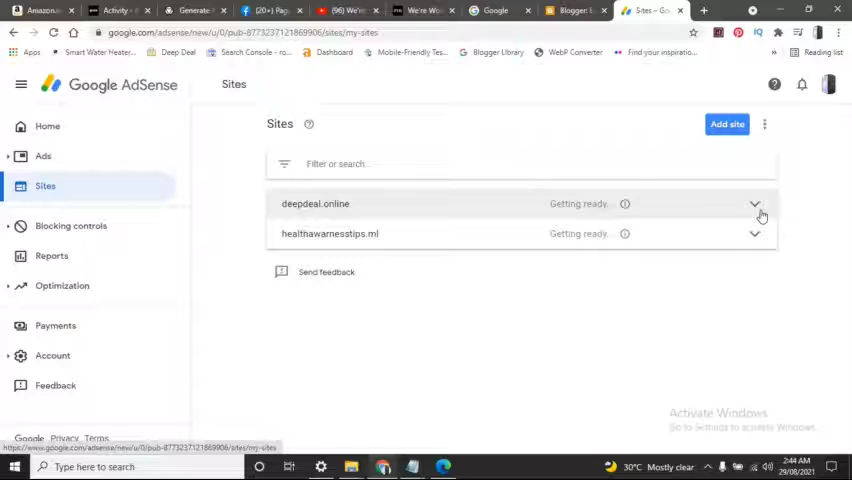 Amazon.
Activity -
Generate
(20+) Pag
(96) We're
We're Wo
Google
Blogger: E
Sites – Go
google.com/adsense/new/u/0/pub-8773237121869906/sites/my-sites
Apps
Smart Water Heater...
Deep Deal
Search Console - ro...
Dashboard
Mobile-Friendly Tes...
Blogger Library
WebP Converter
Find your inspiratio...
»
Reading list
Google AdSense
Sites
Home
Ads
Sites
Blocking controls
Reports
Optimization
Payments
Account
Feedback
Google Privacy Terms
Sites
Add site
Filter or search...
deepdeal.online Getting ready...
healthawarnesstips.ml Getting ready...
Send feedback
Activate Windows
Go to Settings to activate Windows.
https://www.google.com/adsense/new/u/0/pub-8773237121869906/sites/my-sites
Type here to search
30°C Mostly clear
2:44 AM
29/08/2021